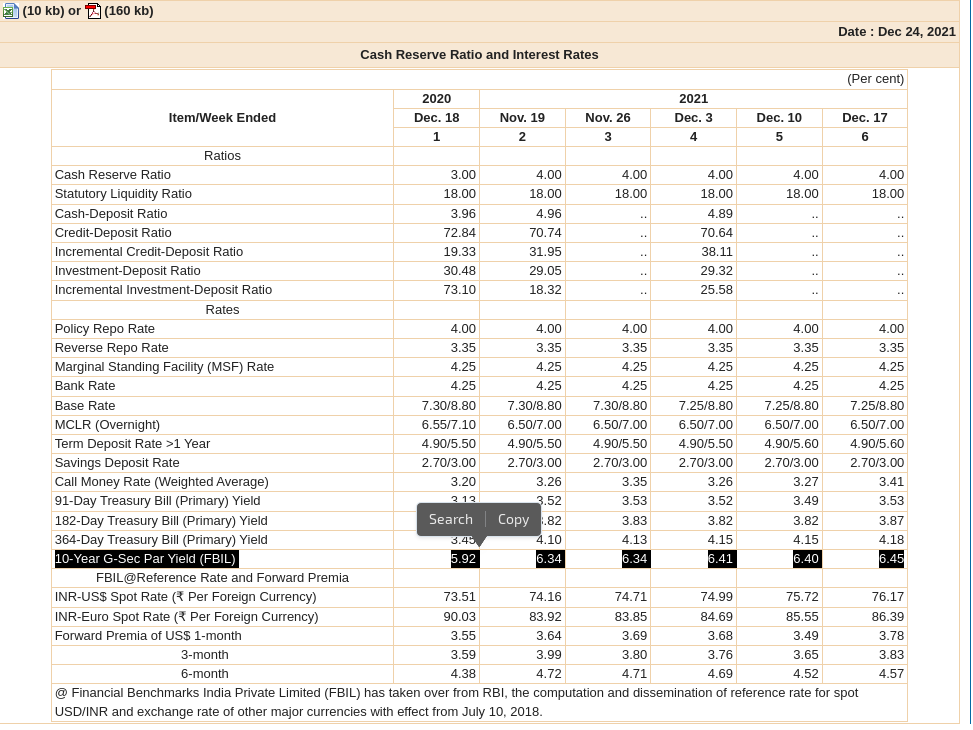 (10 kb) or (160 kb)
Date : Dec 24, 2021
Cash Reserve Ratio and Interest Rates
(Per cent)
Item/Week Ended 2020 2021
Dec. 18 Nov. 19 Nov. 26 Dec. 3 Dec. 10 Dec. 17
1 2 3 4 5 6
Ratios
Cash Reserve Ratio 3.00 4.00 4.00 4.00 4.00 4.00
Statutory Liquidity Ratio 18.00 18.00 18.00 18.00 18.00 18.00
Cash-Deposit Ratio 3.96 4.96 .. 4.89 .. ..
Credit-Deposit Ratio 72.84 70.74 .. 70.64 .. ..
Incremental Credit-Deposit Ratio 19.33 31.95 .. 38.11 .. ..
Investment-Deposit Ratio 30.48 29.05 .. 29.32 .. ..
Incremental Investment-Deposit Ratio 73.10 18.32 .. 25.58 .. ..
Rates
Policy Repo Rate 4.00 4.00 4.00 4.00 4.00 4.00
Reverse Repo Rate 3.35 3.35 3.35 3.35 3.35 3.35
Marginal Standing Facility (MSF) Rate 4.25 4.25 4.25 4.25 4.25 4.25
Bank Rate 4.25 4.25 4.25 4.25 4.25 4.25
Base Rate 7.30/8.80 7.30/8.80 7.30/8.80 7.25/8.80 7.25/8.80 7.25/8.80
MCLR (Overnight) 6.55/7.10 6.50/7.00 6.50/7.00 6.50/7.00 6.50/7.00 6.50/7.00
Term Deposit Rate >1 Year 4.90/5.50 4.90/5.50 4.90/5.50 4.90/5.50 4.90/5.60 4.90/5.60
Savings Deposit Rate 2.70/3.00 2.70/3.00 2.70/3.00 2.70/3.00 2.70/3.00 2.70/3.00
Call Money Rate (Weighted Average) 3.20 3.26 3.35 3.26 3.27 3.41
91-Day Treasury Bill (Primary) Yield 3.13 3.52 3.53 3.52 3.49 3.53
Search Copy
182-Day Treasury Bill (Primary) Yield 3.83 3.82 3.82 3.87
364-Day Treasury Bill (Primary) Yield 3.45 4.10 4.13 4.15 4.15 4.18
10-Year G-Sec Par Yield (FBIL) 5.92 6.34 6.34 6.41 6.40 6.45
FBIL@Reference Rate and Forward Premia
INR-US$ Spot Rate (₹ Per Foreign Currency) 73.51 74.16 74.71 74.99 75.72 76.17
INR-Euro Spot Rate (₹ Per Foreign Currency) 90.03 83.92 83.85 84.69 85.55 86.39
Forward Premia of US$ 1-month 3.55 3.64 3.69 3.68 3.49 3.78
3-month 3.59 3.99 3.80 3.76 3.65 3.83
6-month 4.38 4.72 4.71 4.69 4.52 4.57
@ Financial Benchmarks India Private Limited (FBIL) has taken over from RBI, the computation and dissemination of reference rate for spot
USD/INR and exchange rate of other major currencies with effect from July 10, 2018.